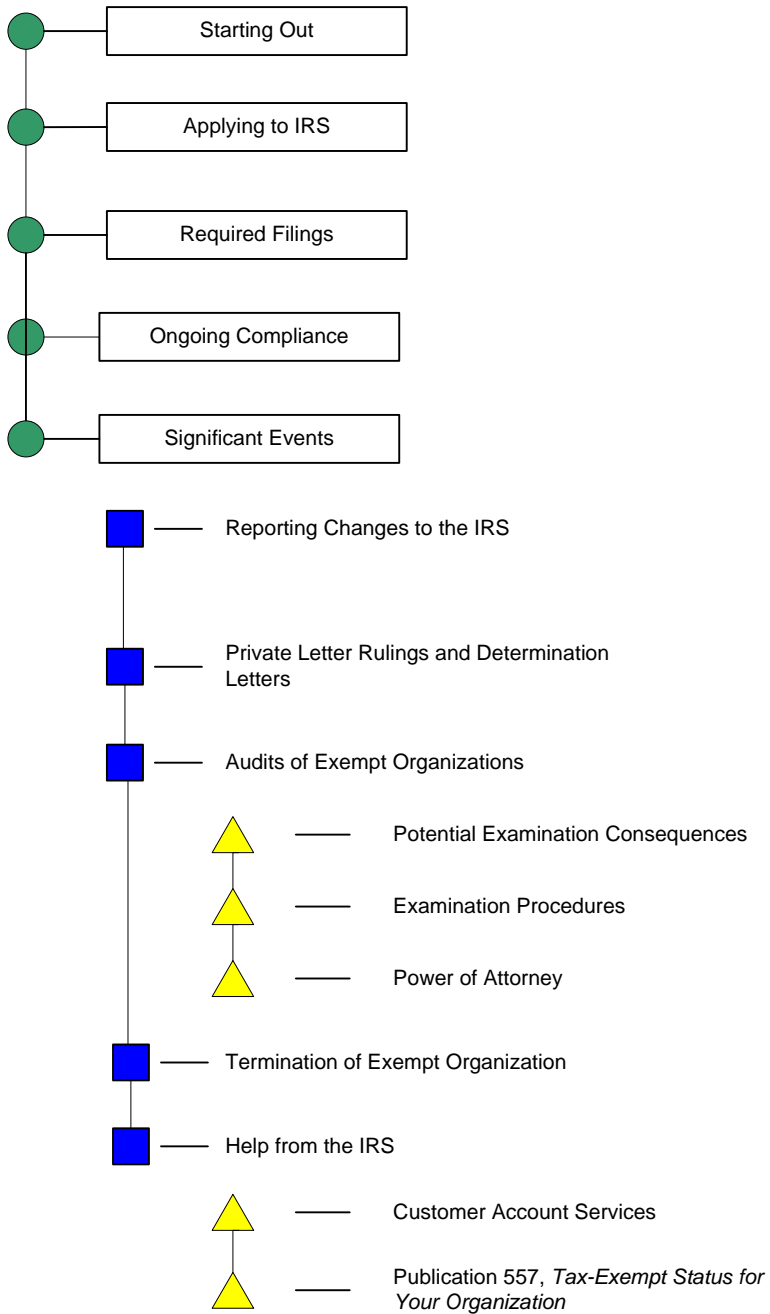 Starting Out
Applying to IRS
Required Filings
Ongoing Compliance
Significant Events
Reporting Changes to the IRS
Private Letter Rulings and Determination
Letters
Audits of Exempt Organizations
Potential Examination Consequences
Examination Procedures
Power of Attorney
Termination of Exempt Organization
Help from the IRS
Customer Account Services
Publication 557, Tax-Exempt Status for
Your Organization